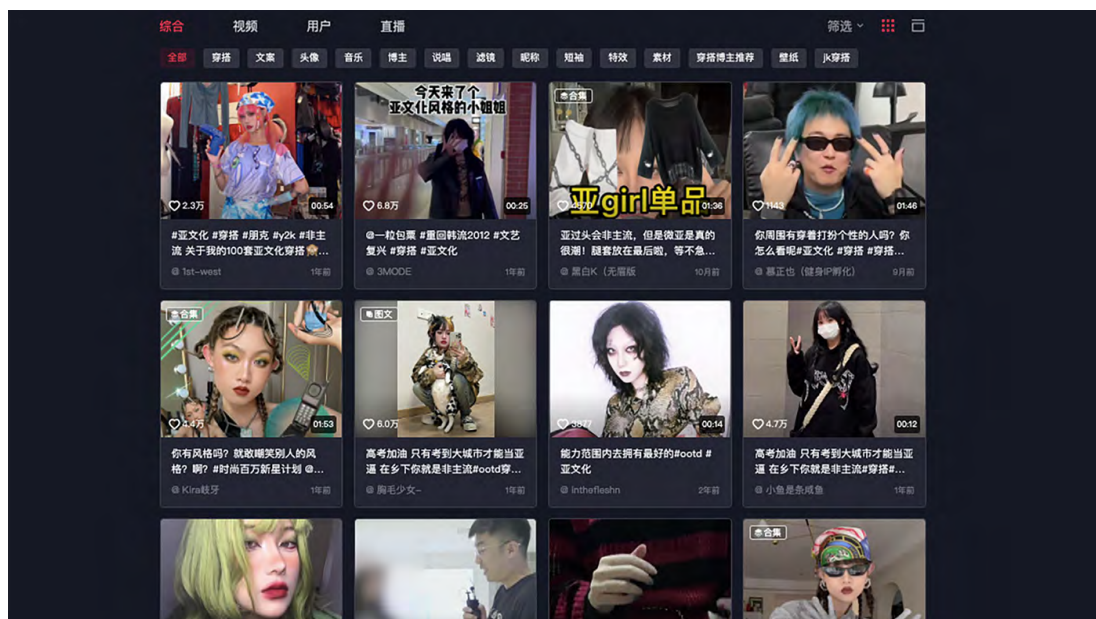 综合 视频 用户 直播 筛选
全部 穿搭 文案 头像 音乐 博主 说唱 滤镜 昵称 短袖 特效 素材 穿搭博主推荐 壁纸 jk穿搭
2.3万 00:54
#亚文化 #穿搭 #朋克 #y2k #非主
流 关于我的100套亚文化穿搭🙈...
@ 1st-west 1年前
今天来了个
亚文化风格的小姐姐
6.8万 00:25
@一粒包票 #重回韩流2012 #文艺
复兴 #穿搭 #亚文化
@ 3MODE 1年前
合集
亚girl单品
01:36
亚过头会非主流，但是微亚是真的
很潮！腿套放在最后啦，等不急...
@ 黑白K（无眉版 10月前
1143 01:46
你周围有穿着打扮个性的人吗？你
怎么看呢#亚文化 #穿搭 #穿搭...
@ 慕正也（健身IP孵化） 9月前
合集
4.4万 01:53
你有风格吗？就敢嘲笑别人的风
格？啊？#时尚百万新星计划 @...
@ Kira岐牙 1年前
图文
6.0万
高考加油 只有考到大城市才能当亚
逼 在乡下你就是非主流#ootd穿...
@ 胸毛少女~ 1年前
3877 00:14
能力范围内去拥有最好的#ootd #
亚文化
@ Inthefleshn 2年前
4.7万 00:12
高考加油 只有考到大城市才能当亚
逼 在乡下你就是非主流#穿搭#...
@ 小鱼是条咸鱼 1年前
合集